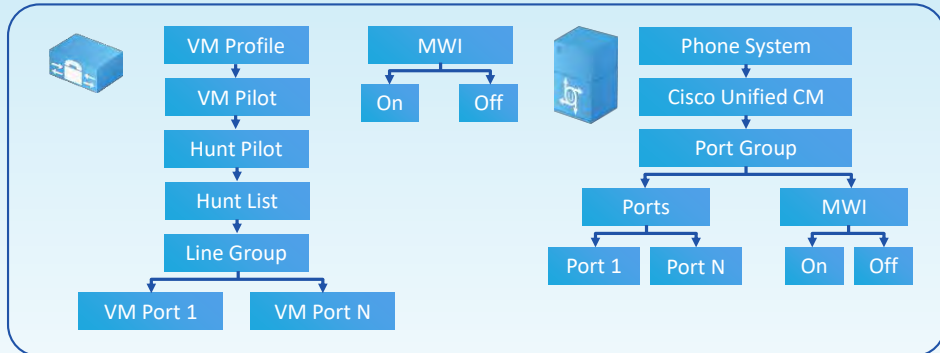 VM Profile
VM Pilot
Hunt Pilot
Hunt List
Line Group
VM Port 1
VM Port N
MWI
On
Off
Phone System
Cisco Unified CM
Port Group
Ports
MWI
Port 1
Port N
On
Off